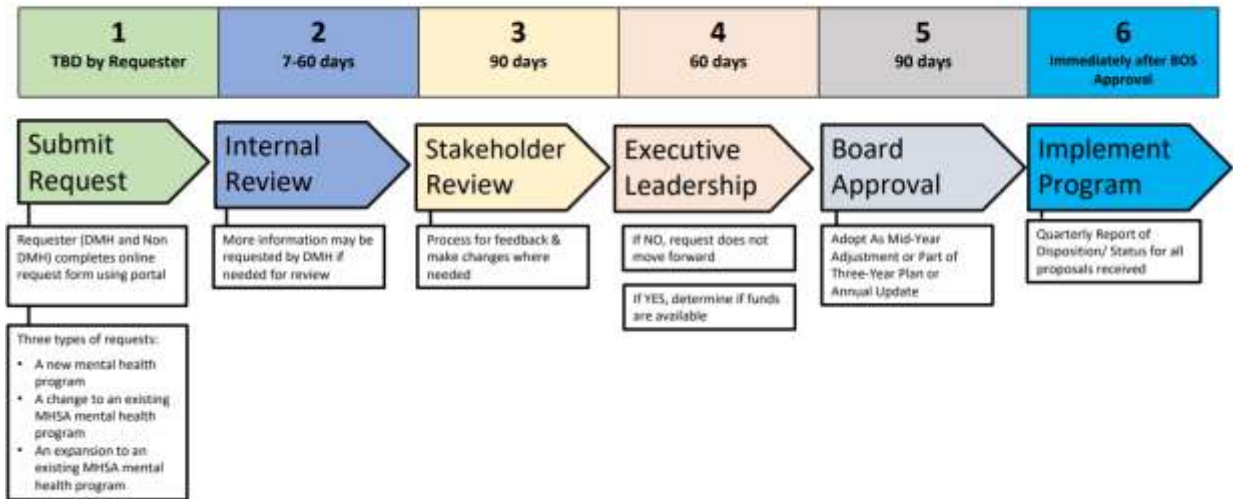 1
TBD by Requester
2
7-60 days
3
90 days
4
60 days
5
90 days
6
Immediately after BOS
Approval
Submit
Request
Internal
Review
Stakeholder
Review
Executive
Leadership
Board
Approval
Implement
Program
Requester (DMH and Non
DMH) completes online
request form using portal
More information may be
requested by DMH if
needed for review
Process for feedback &
make changes where
needed
If NO, request does not
move forward
If YES, determine if funds
are available
Adopt As Mid-Year
Adjustment or Part of
Three-Year Plan or
Annual Update
Quarterly Report of
Disposition/ Status for all
proposals received
Three types of requests:
• A new mental health
program
• A change to an existing
MHSA mental health
program
• An expansion to an
existing MHSA mental
health program